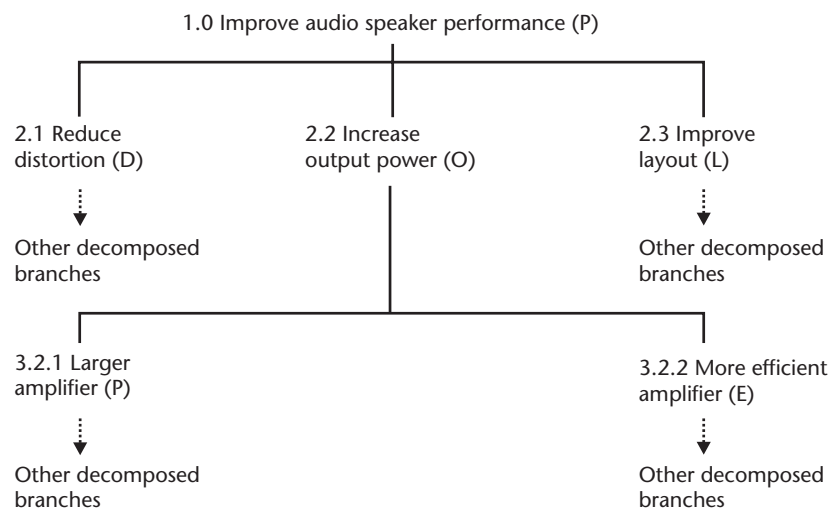 1.0 Improve audio speaker performance (P)
2.1 Reduce
distortion (D)
2.2 Increase
output power (O)
2.3 Improve
layout (L)
Other decomposed
branches
Other decomposed
branches
3.2.1 Larger
amplifier (P)
3.2.2 More efficient
amplifier (E)
Other decomposed
branches
Other decomposed
branches